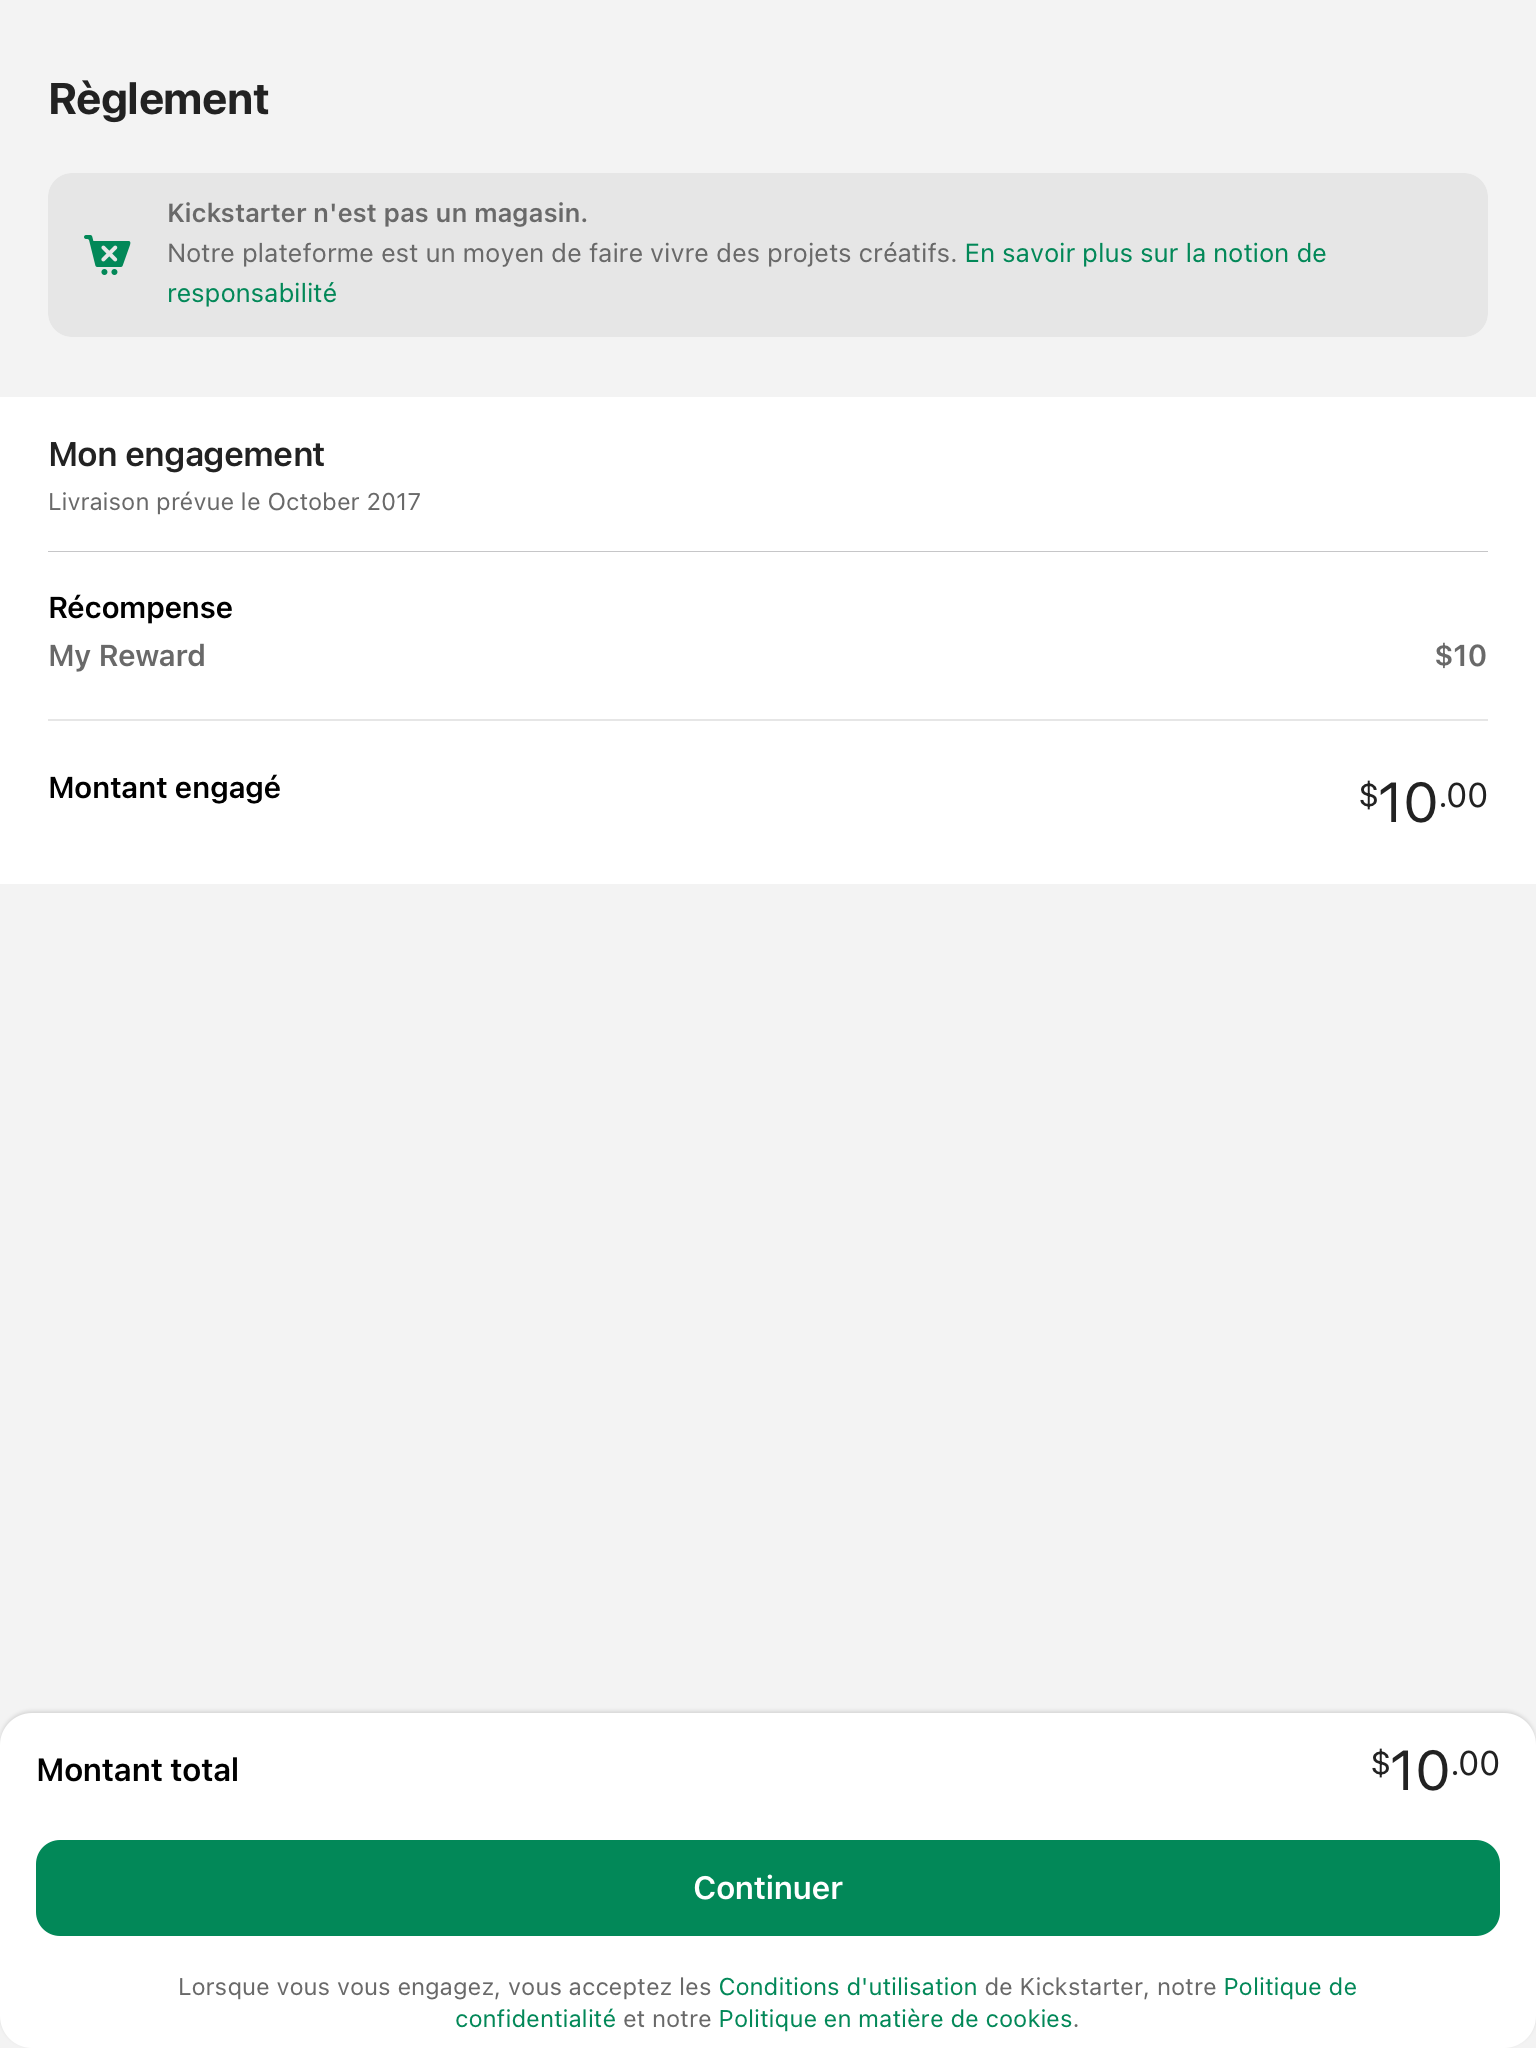 Règlement
Kickstarter n'est pas un magasin.
Notre plateforme est un moyen de faire vivre des projets créatifs. En savoir plus sur la notion de
responsabilité
Mon engagement
Livraison prévue le October 2017
Récompense
My Reward $10
Montant engagé $10.00
Montant total $10.00
Continuer
Lorsque vous vous engagez, vous acceptez les Conditions d'utilisation de Kickstarter, notre Politique de
confidentialité et notre Politique en matière de cookies.